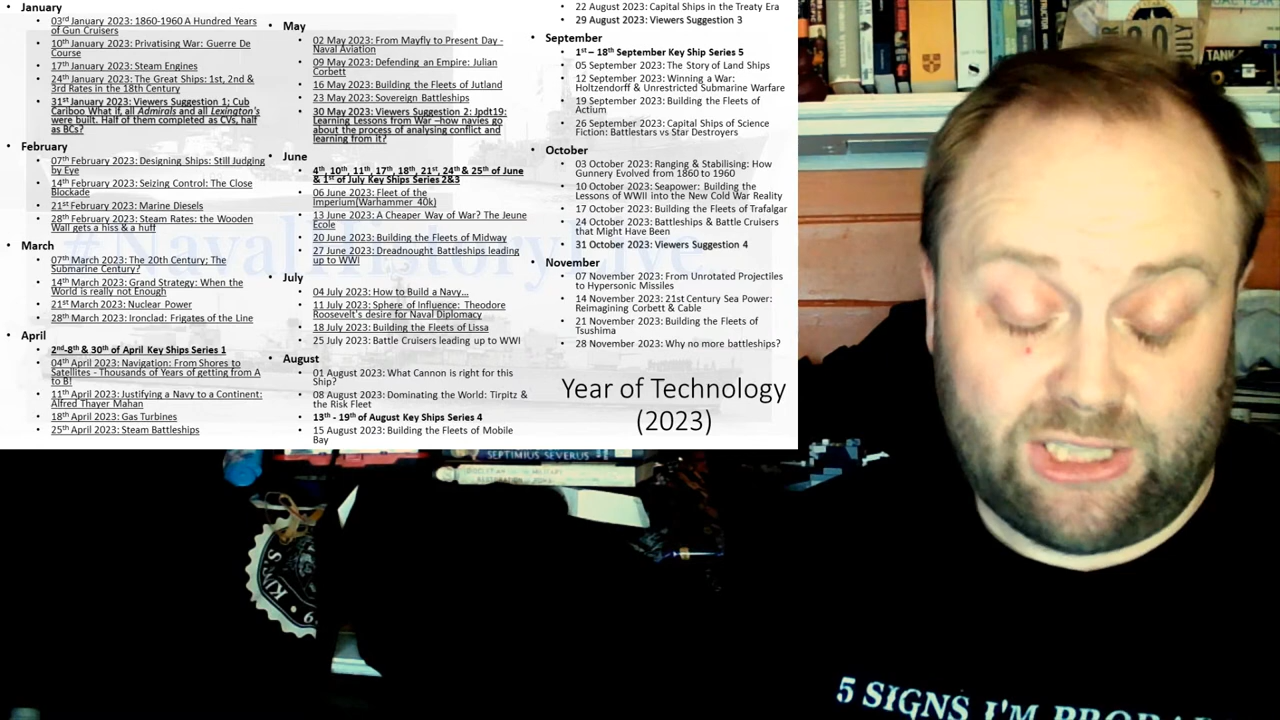 January
03rd January 2023: 1860-1960 A Hundred Years
of Gun Cruisers
10th January 2023: Privatising War: Guerre De
Course
17th January 2023: Steam Engines
24th January 2023: The Great Ships: 1st, 2nd &
3rd Rates in the 18th Century
31st January 2023: Viewers Suggestion 1; Cub
Cariboo What if, all Admirals and all Lexington's
were built. Half of them completed as CVs, half
as BCs?
February
07th February 2023: Designing Ships: Still Judging
by Eye
14th February 2023: Seizing Control: The Close
Blockade
21st February 2023: Marine Diesels
28th February 2023: Steam Rates: the Wooden
Wall gets a hiss & a huff
March
07th March 2023: The 20th Century; The
Submarine Century?
14th March 2023: Grand Strategy: When the
World is really not Enough
21st March 2023: Nuclear Power
28th March 2023: Ironclad: Frigates of the Line
April
2nd-8th & 30th of April Key Ships Series 1
04th April 2023: Navigation: From Shores to
Satellites - Thousands of Years of getting from A
to B!
11th April 2023: Justifying a Navy to a Continent:
Alfred Thayer Mahan
18th April 2023: Gas Turbines
25th April 2023: Steam Battleships
May
02 May 2023: From Mayfly to Present Day -
Naval Aviation
09 May 2023: Defending an Empire: Julian
Corbett
16 May 2023: Building the Fleets of Jutland
23 May 2023: Sovereign Battleships
30 May 2023: Viewers Suggestion 2: Jpdt19:
Learning Lessons from War –how navies go
about the process of analysing conflict and
learning from it?
June
4th, 10th, 11th, 17th, 18th, 21st, 24th & 25th of June
& 1st of July Key Ships Series 2&3
06 June 2023: Fleet of the
Imperium(Warhammer 40k)
13 June 2023: A Cheaper Way of War? The Jeune
Ecole
20 June 2023: Building the Fleets of Midway
27 June 2023: Dreadnought Battleships leading
up to WWI
July
04 July 2023: How to Build a Navy...
11 July 2023: Sphere of Influence: Theodore
Roosevelt's desire for Naval Diplomacy
18 July 2023: Building the Fleets of Lissa
25 July 2023: Battle Cruisers leading up to WWI
August
01 August 2023: What Cannon is right for this
Ship?
08 August 2023: Dominating the World: Tirpitz &
the Risk Fleet
13th - 19th of August Key Ships Series 4
15 August 2023: Building the Fleets of Mobile
Bay
22 August 2023: Capital Ships in the Treaty Era
29 August 2023: Viewers Suggestion 3
September
1st – 18th September Key Ship Series 5
05 September 2023: The Story of Land Ships
12 September 2023: Winning a War:
Holtzendorff & Unrestricted Submarine Warfare
19 September 2023: Building the Fleets of
Actium
26 September 2023: Capital Ships of Science
Fiction: Battlestars vs Star Destroyers
October
03 October 2023: Ranging & Stabilising: How
Gunnery Evolved from 1860 to 1960
10 October 2023: Seapower: Building the
Lessons of WWII into the New Cold War Reality
17 October 2023: Building the Fleets of Trafalgar
24 October 2023: Battleships & Battle Cruisers
that Might Have Been
31 October 2023: Viewers Suggestion 4
November
07 November 2023: From Unrotated Projectiles
to Hypersonic Missiles
14 November 2023: 21st Century Sea Power:
Reimagining Corbett & Cable
21 November 2023: Building the Fleets of
Tsushima
28 November 2023: Why no more battleships?
Year of Technology
(2023)
#NavalHistoryLive
TANK
JULY
SEPTIMIUS SEVERUS
5 SIGNS I'M